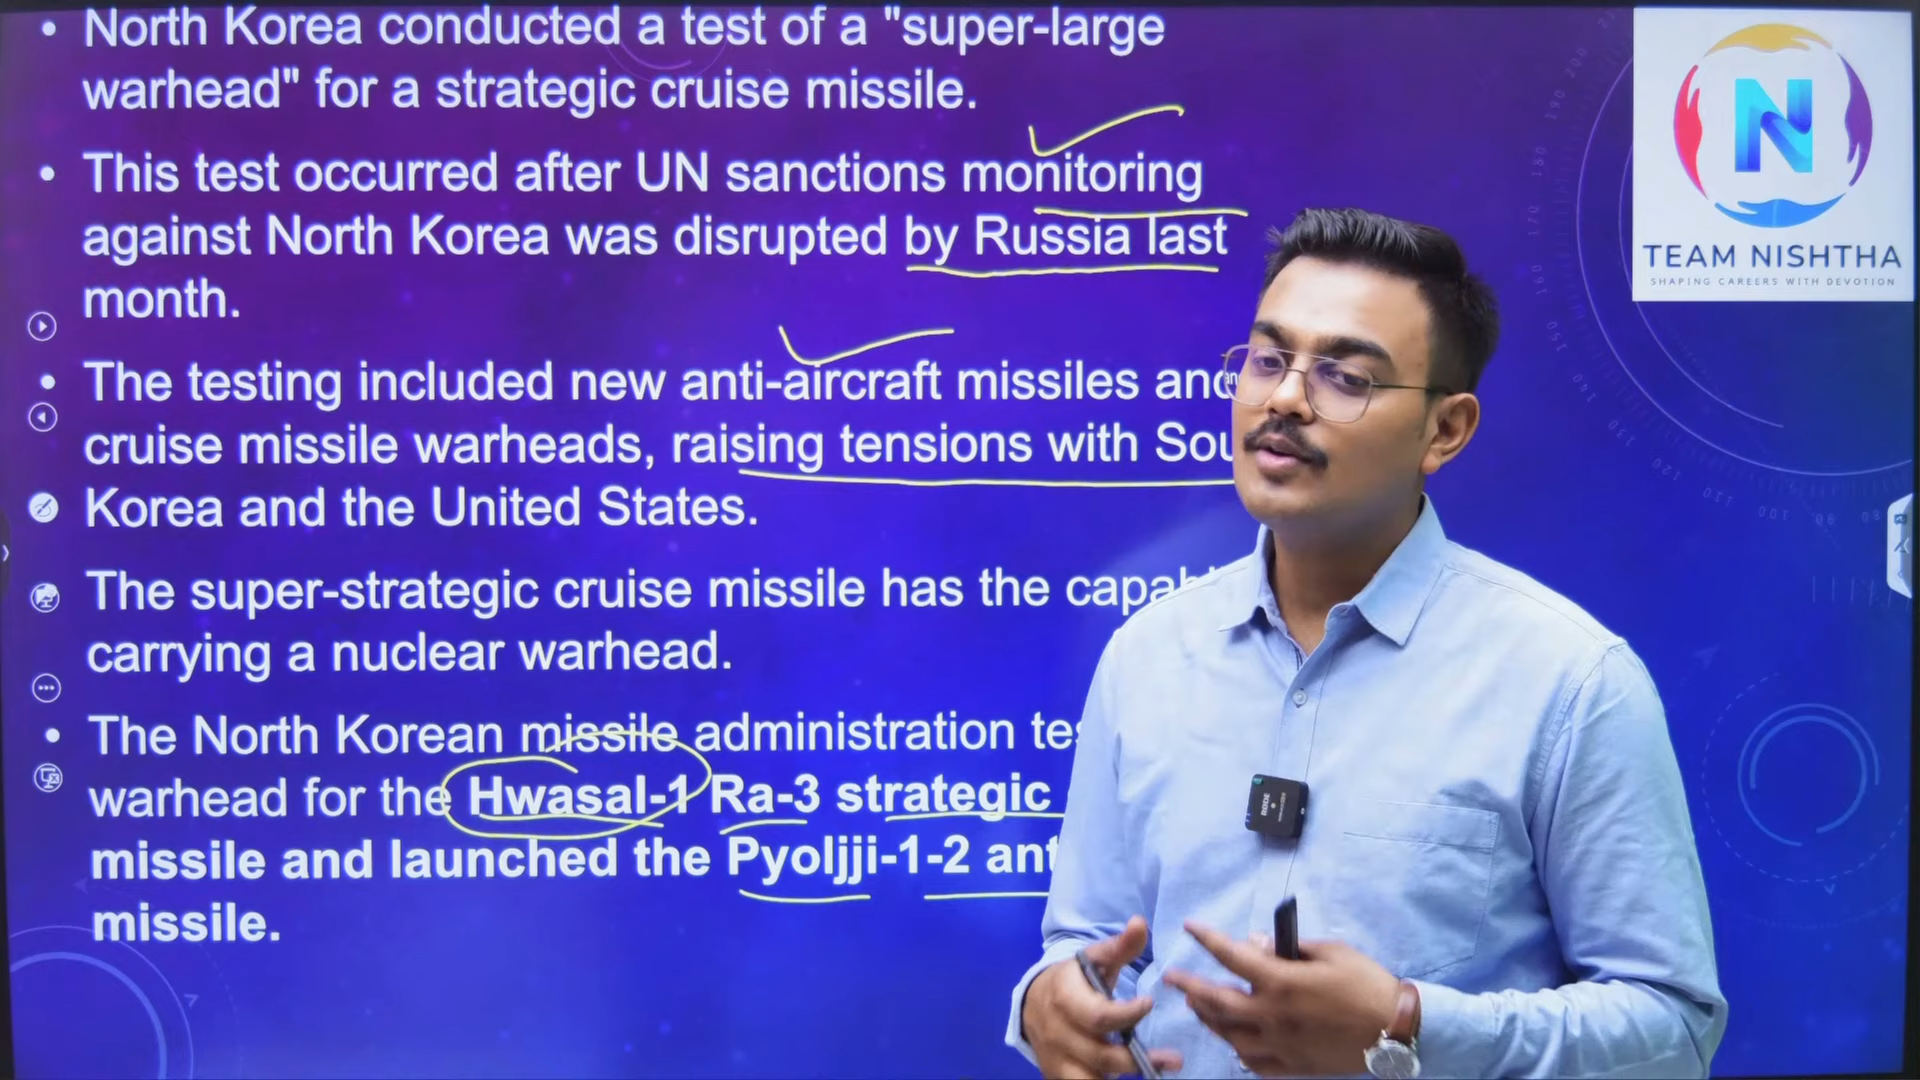 North Korea conducted a test of a "super-large
warhead" for a strategic cruise missile.
This test occurred after UN sanctions monitoring
against North Korea was disrupted by Russia last
month.
The testing included new anti-aircraft missiles and
cruise missile warheads, raising tensions with Sou
Korea and the United States.
The super-strategic cruise missile has the capabi
carrying a nuclear warhead.
The North Korean missile administration tes
warhead for the Hwasal-1 Ra-3 strategic
missile and launched the Pyoljji-1-2 ant
missile.
N
TEAM NISHTHA
SHAPING CAREERS WITH DEVOTION
RODE